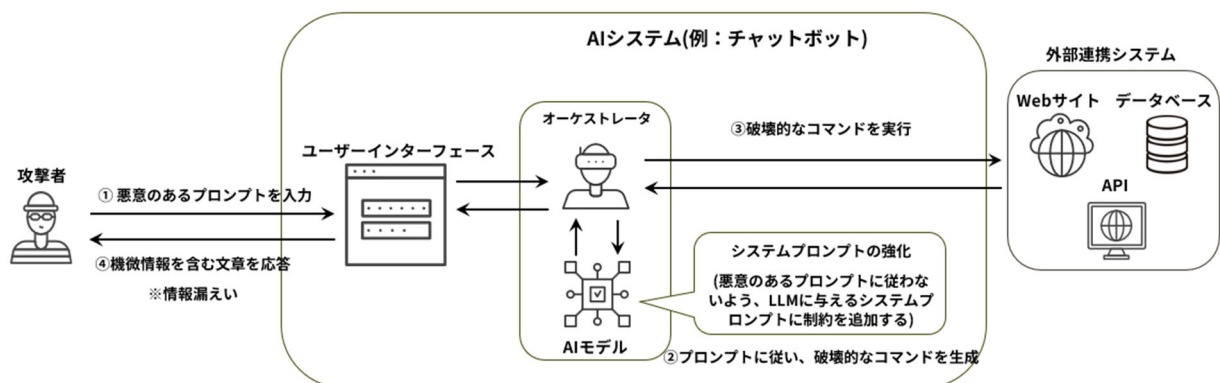 AIシステム(例：チャットボット)
外部連携システム
Webサイト データベース
API
オーケストレータ
③破壊的なコマンドを実行
ユーザーインターフェース
攻撃者
① 悪意のあるプロンプトを入力
④機微情報を含む文章を応答
※情報漏えい
システムプロンプトの強化
(悪意のあるプロンプトに従わな
いよう、LLMに与えるシステムプ
ロンプトに制約を追加する)
AIモデル
②プロンプトに従い、破壊的なコマンドを生成